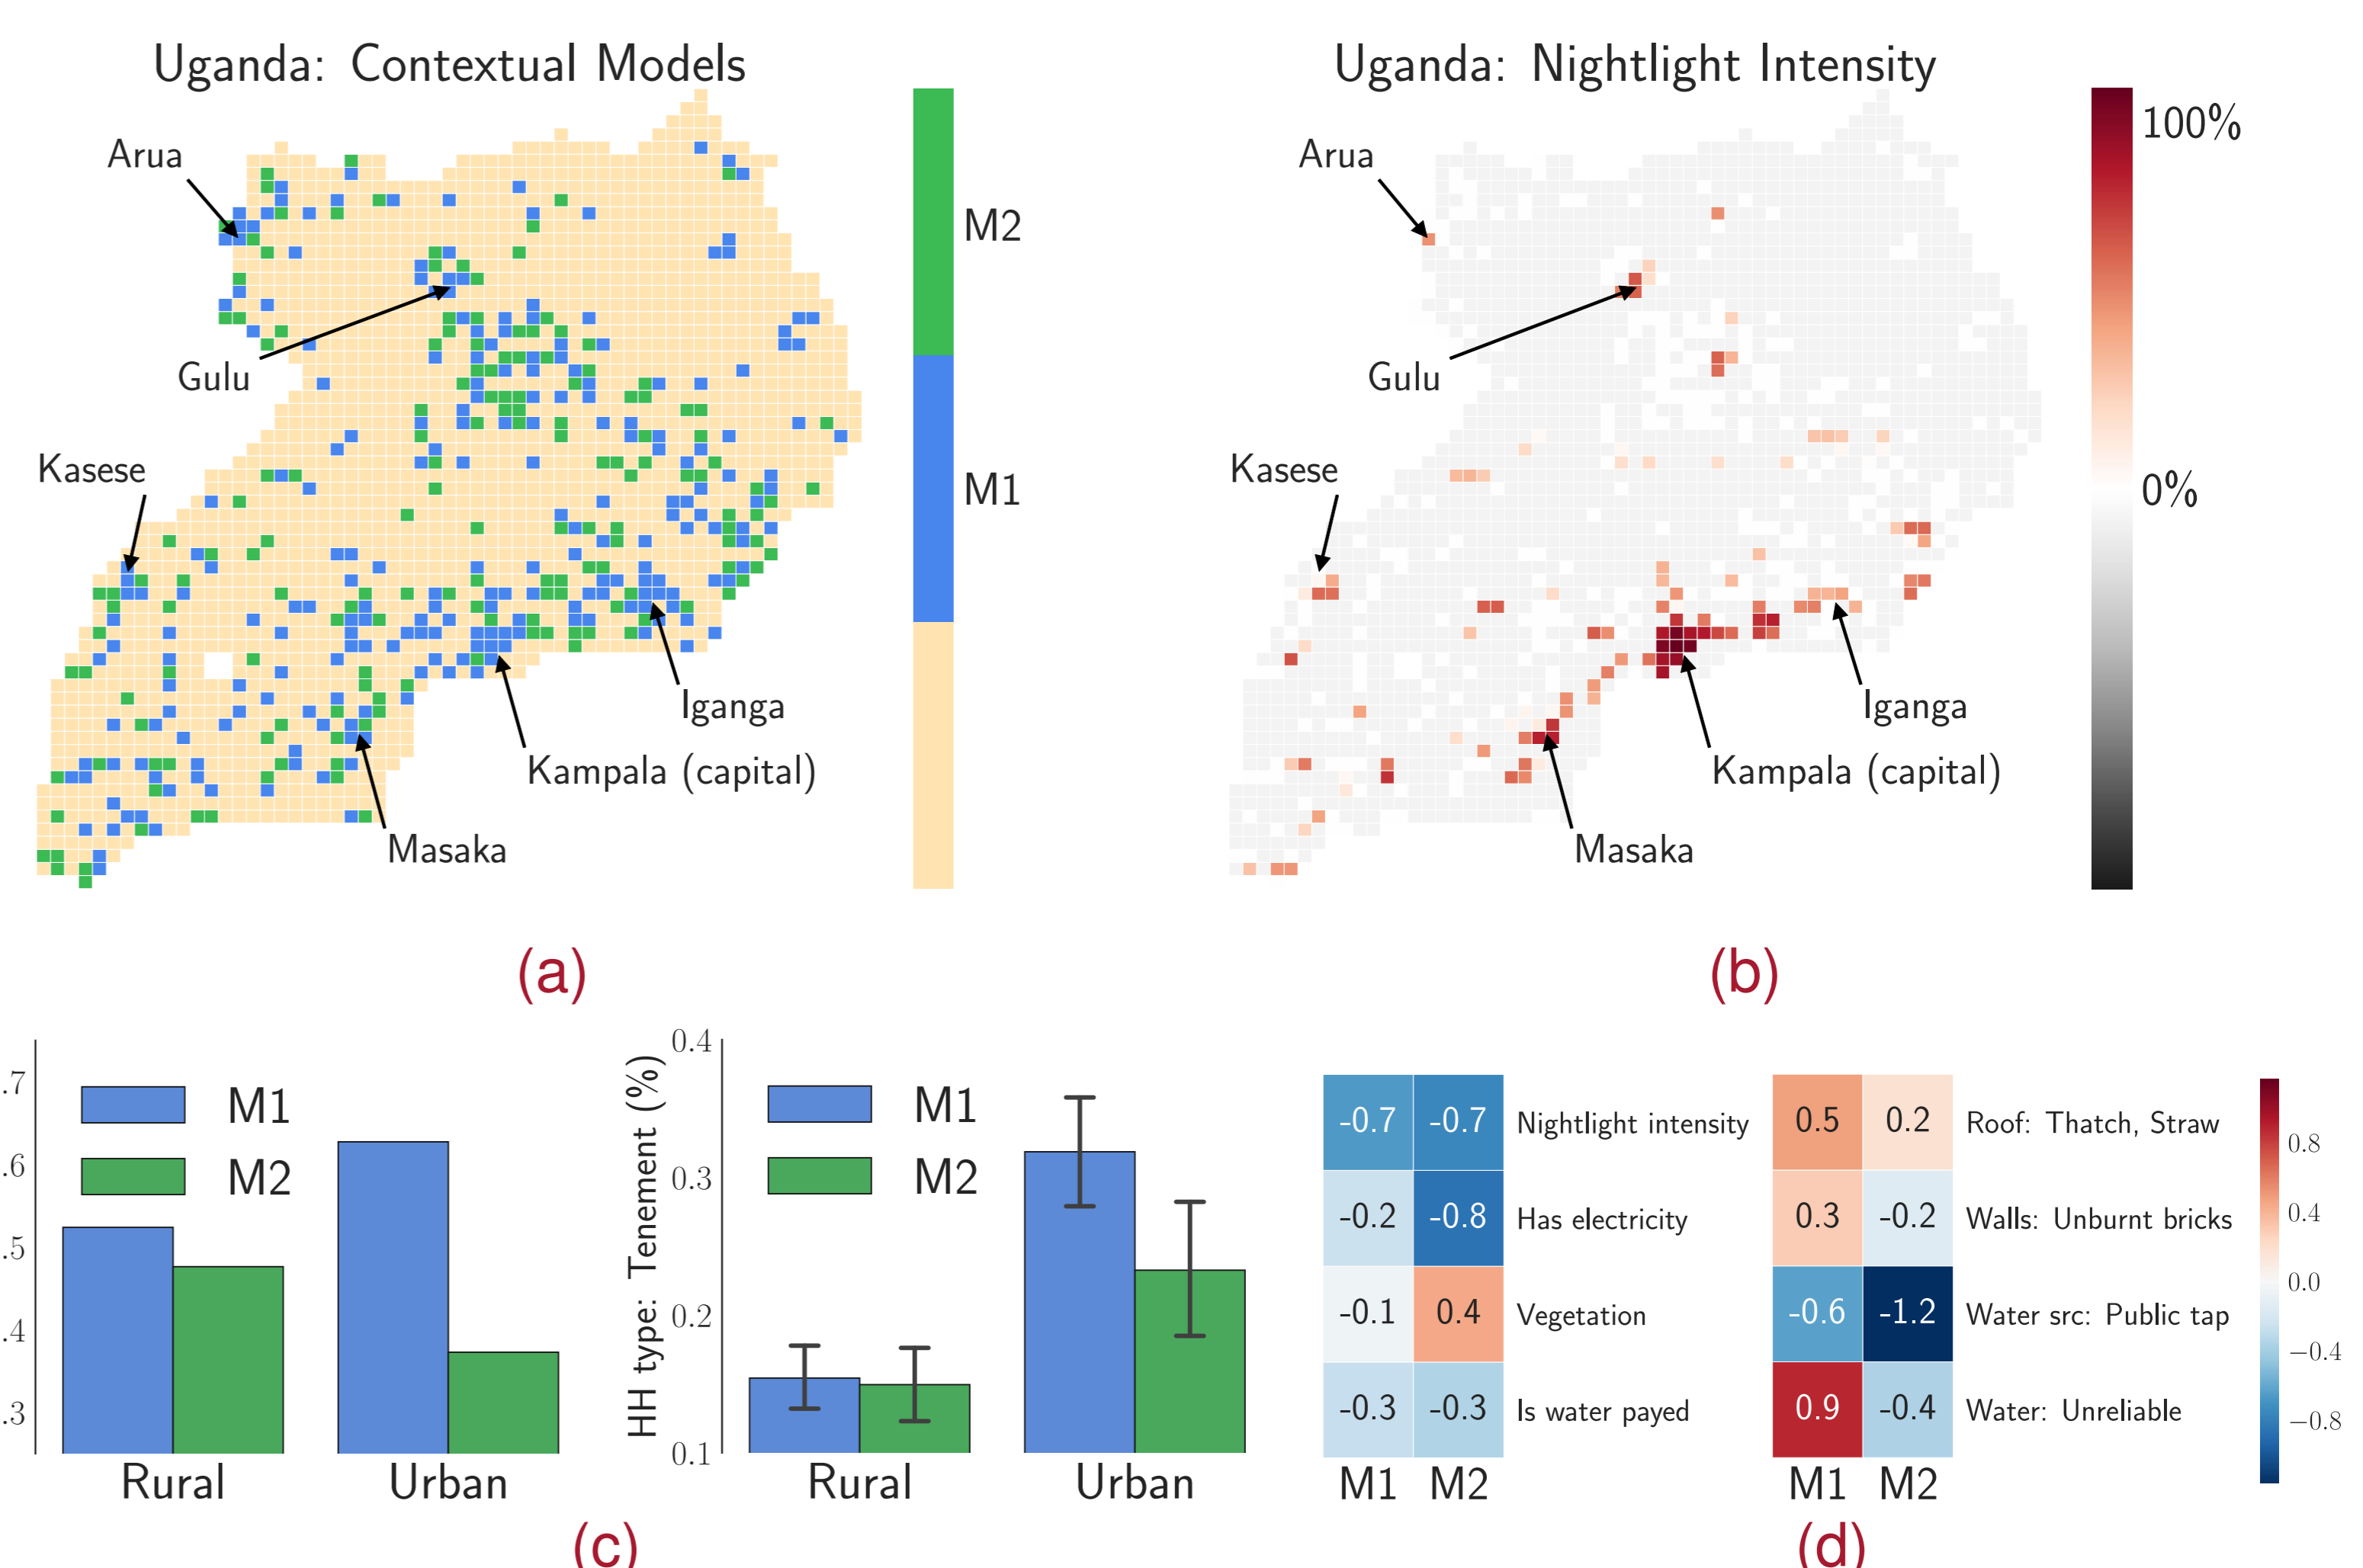 Uganda: Contextual Models
Arua
Gulu
Kasese
Iganga
Kampala (capital)
Masaka
M2
M1
(a)
Uganda: Nightlight Intensity
Arua
Gulu
Kasese
Iganga
Kampala (capital)
Masaka
100%
0%
(b)
.7
.6
.5
.4
.3
M1
M2
Rural Urban
HH type: Tenement (%)
0.4
0.3
0.2
0.1
M1
M2
Rural Urban
(c)
-0.7 -0.7 Nightlight intensity
-0.2 -0.8 Has electricity
-0.1 0.4 Vegetation
-0.3 -0.3 Is water payed
M1 M2
0.5 0.2 Roof: Thatch, Straw
0.3 -0.2 Walls: Unburnt bricks
-0.6 -1.2 Water src: Public tap
0.9 -0.4 Water: Unreliable
M1 M2
0.8
0.4
0.0
−0.4
−0.8
(d)